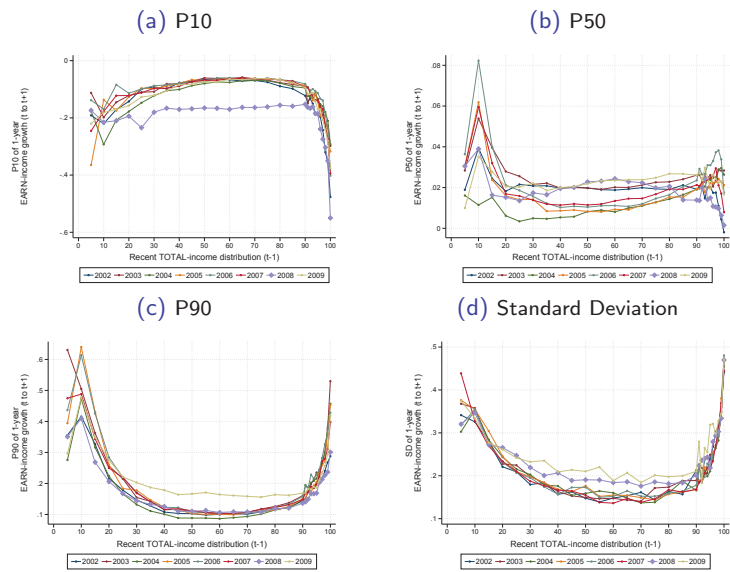 (a) P10
P10 of 1-year
EARN-income growth (t to t+1)
0
-.2
-.4
-.6
0 10 20 30 40 50 60 70 80 90 100
Recent TOTAL-income distribution (t-1)
2002 2003 2004 2005 2006 2007 2008 2009
(b) P50
P50 of 1-year
EARN-income growth (t to t+1)
.08
.06
.04
.02
0
0 10 20 30 40 50 60 70 80 90 100
Recent TOTAL-income distribution (t-1)
2002 2003 2004 2005 2006 2007 2008 2009
(c) P90
P90 of 1-year
EARN-income growth (t to t+1)
.6
.5
.4
.3
.2
.1
0 10 20 30 40 50 60 70 80 90 100
Recent TOTAL-income distribution (t-1)
2002 2003 2004 2005 2006 2007 2008 2009
(d) Standard Deviation
SD of 1-year
EARN-income growth (t to t+1)
.5
.4
.3
.2
.1
0 10 20 30 40 50 60 70 80 90 100
Recent TOTAL-income distribution (t-1)
2002 2003 2004 2005 2006 2007 2008 2009